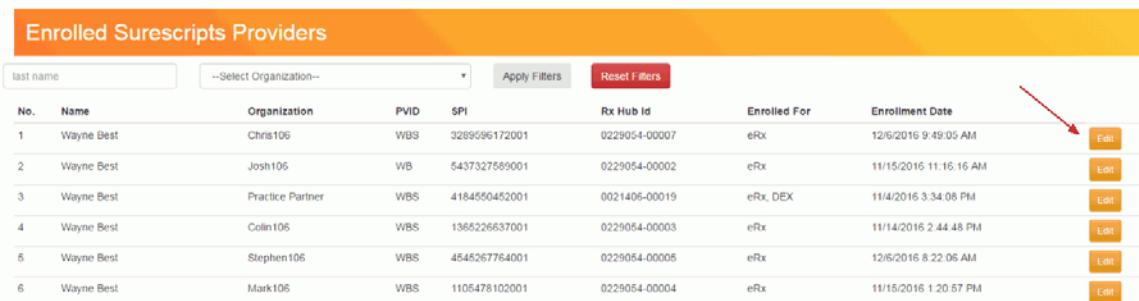 Enrolled Surescripts Providers
last name --Select Organization-- Apply Filters Reset Filters
No. Name Organization PVID SPI Rx Hub Id Enrolled For Enrollment Date
1 Wayne Best Chris106 WBS 3289596172001 0229054-00007 eRx 12/6/2016 9:49:05 AM Edit
2 Wayne Best Josh106 WB 5437327589001 0229054-00002 eRx 11/15/2016 11:16:16 AM Edit
3 Wayne Best Practice Partner WBS 4184550452001 0021406-00019 eRx, DEX 11/4/2016 3:34:08 PM Edit
4 Wayne Best Colin106 WBS 1365226637001 0229054-00003 eRx 11/14/2016 2:44:48 PM Edit
5 Wayne Best Stephen106 WBS 4545267764001 0229054-00005 eRx 12/6/2016 8:22:06 AM Edit
6 Wayne Best Mark106 WBS 1105478102001 0229054-00004 eRx 11/15/2016 1:20:57 PM Edit